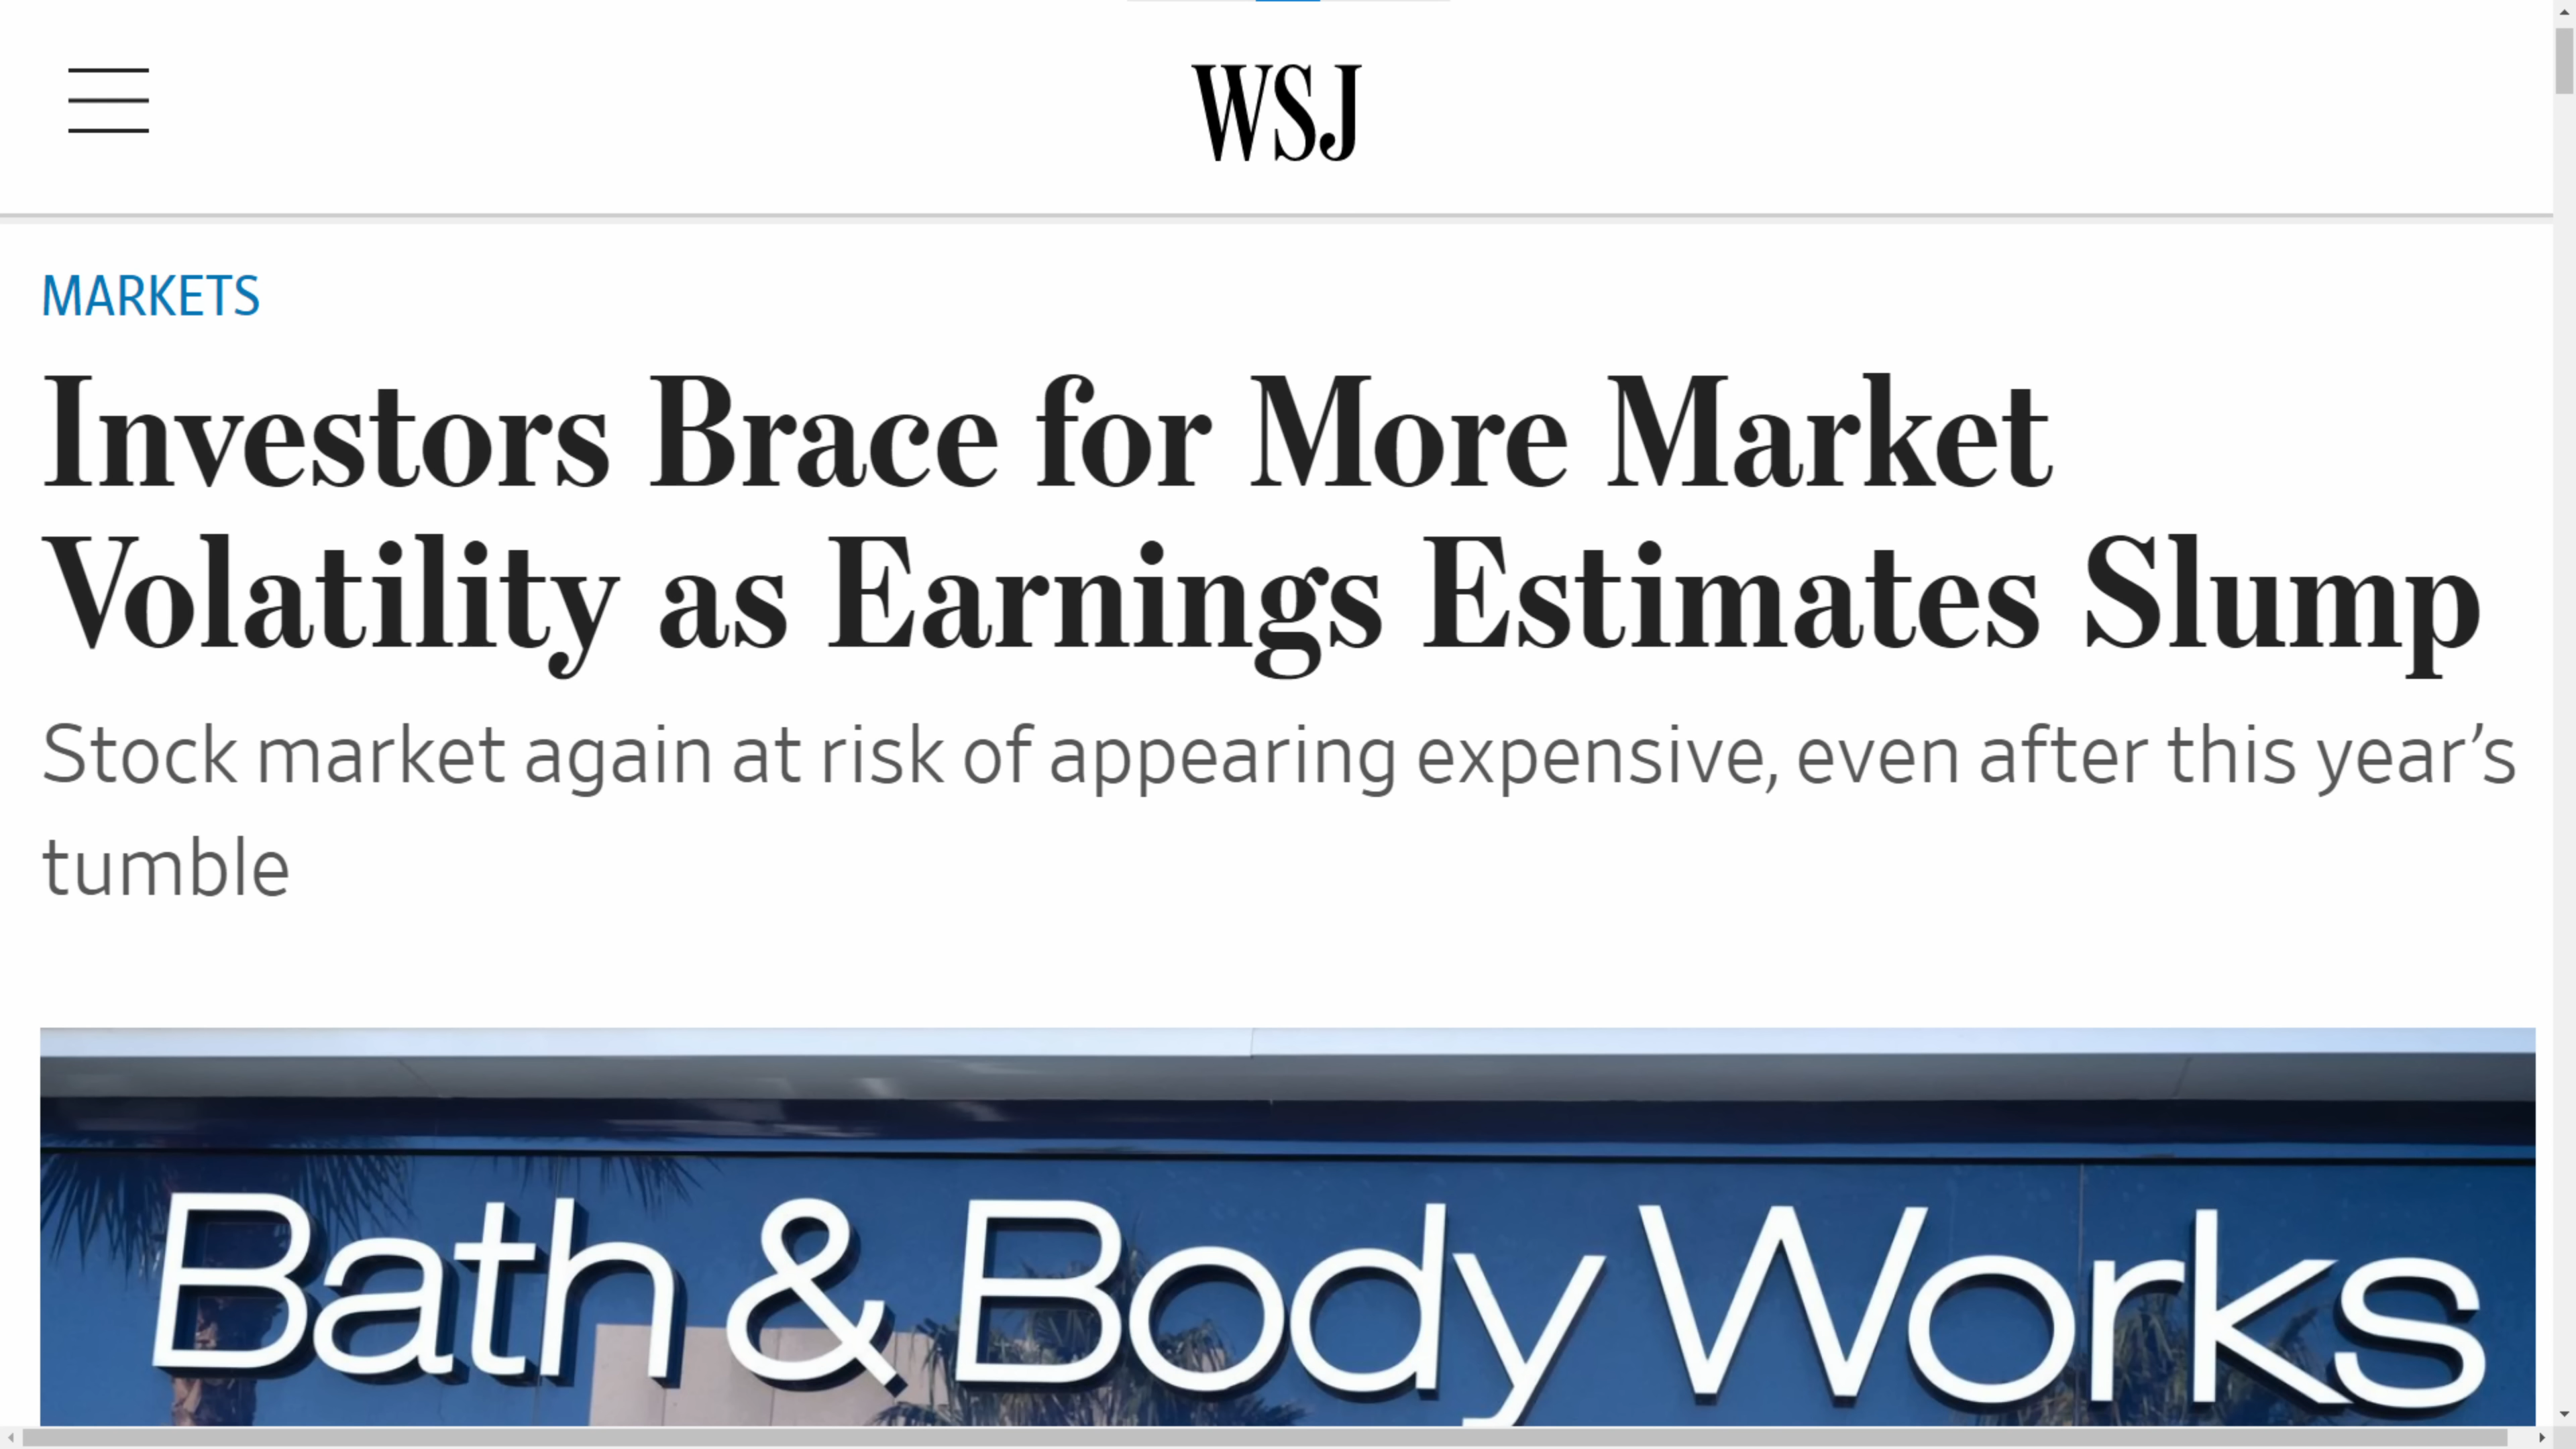 WSJ
MARKETS
Investors Brace for More Market
Volatility as Earnings Estimates Slump
Stock market again at risk of appearing expensive, even after this year’s
tumble
Bath & Body Works